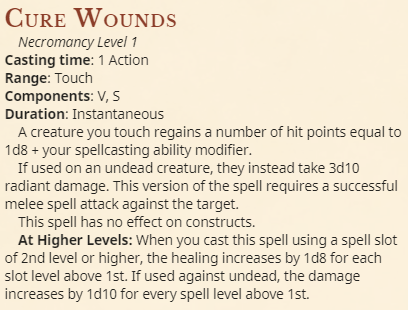 Cure Wounds
Necromancy Level 1
Casting time: 1 Action
Range: Touch
Components: V, S
Duration: Instantaneous
A creature you touch regains a number of hit points equal to
1d8 + your spellcasting ability modifier.
If used on an undead creature, they instead take 3d10
radiant damage. This version of the spell requires a successful
melee spell attack against the target.
This spell has no effect on constructs.
At Higher Levels: When you cast this spell using a spell slot
of 2nd level or higher, the healing increases by 1d8 for each
slot level above 1st. If used against undead, the damage
increases by 1d10 for every spell level above 1st.